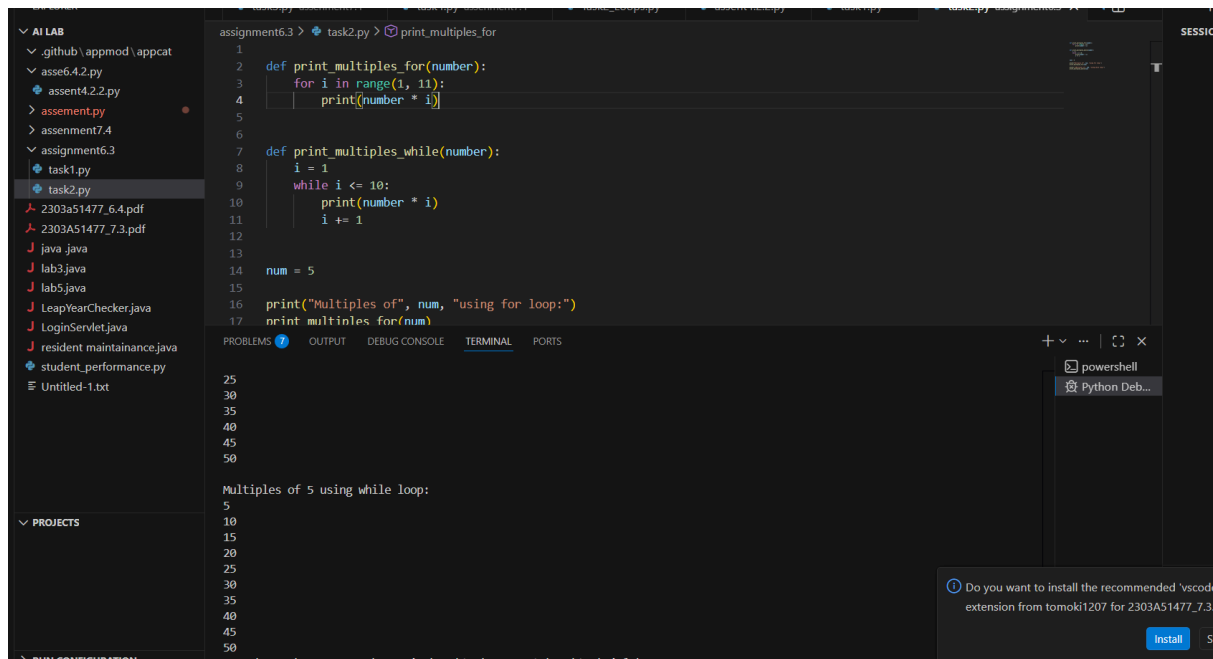 AI LAB
.github\appmod\appcat
asse6.4.2.py
assent4.2.2.py
assement.py
assenment7.4
assignment6.3
task1.py
task2.py
2303a51477_6.4.pdf
2303A51477_7.3.pdf
java .java
lab3.java
lab5.java
LeapYearChecker.java
LoginServlet.java
resident maintainance.java
student_performance.py
Untitled-1.txt
PROJECTS
assignment6.3 > task2.py > print_multiples_for
1
2 def print_multiples_for(number):
3 for i in range(1, 11):
4 print(number * i)
5
6
7 def print_multiples_while(number):
8 i = 1
9 while i <= 10:
10 print(number * i)
11 i += 1
12
13
14 num = 5
15
16 print("Multiples of", num, "using for loop:")
17 print_multiples_for(num)
SESSIO
PROBLEMS 7 OUTPUT DEBUG CONSOLE TERMINAL PORTS
powershell
Python Deb...
25
30
35
40
45
50
Multiples of 5 using while loop:
5
10
15
20
25
30
35
40
45
50
Do you want to install the recommended 'vscod
extension from tomoki1207 for 2303A51477_7.3.
Install